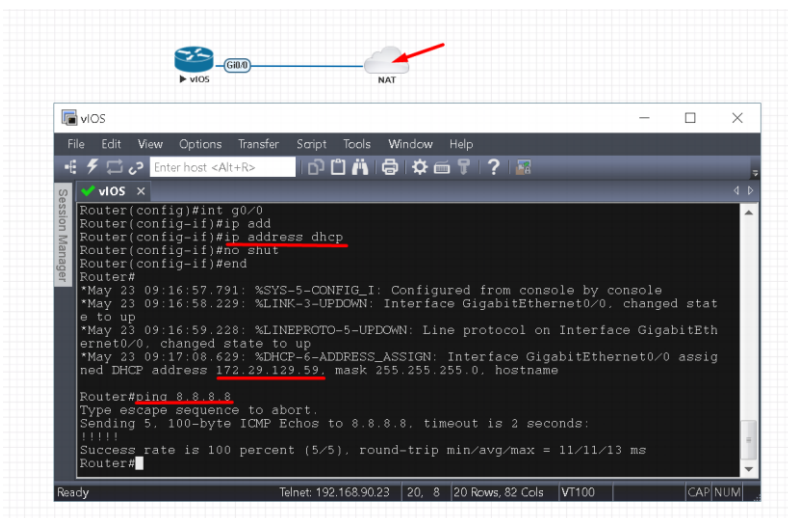 Gi0/0
vIOS
NAT
vIOS
File Edit View Options Transfer Script Tools Window Help
Enter host <Alt+R>
Session Manager
vIOS
Router(config)#int g0/0
Router(config-if)#ip add
Router(config-if)#ip address dhcp
Router(config-if)#no shut
Router(config-if)#end
Router#
*May 23 09:16:57.791: %SYS-5-CONFIG_I: Configured from console by console
*May 23 09:16:58.229: %LINK-3-UPDOWN: Interface GigabitEthernet0/0, changed stat
e to up
*May 23 09:16:59.228: %LINEPROTO-5-UPDOWN: Line protocol on Interface GigabitEth
ernet0/0, changed state to up
*May 23 09:17:08.629: %DHCP-6-ADDRESS_ASSIGN: Interface GigabitEthernet0/0 assig
ned DHCP address 172.29.129.59, mask 255.255.255.0, hostname
Router#ping 8.8.8.8
Type escape sequence to abort.
Sending 5, 100-byte ICMP Echos to 8.8.8.8, timeout is 2 seconds:
!!!!!
Success rate is 100 percent (5/5), round-trip min/avg/max = 11/11/13 ms
Router#
Ready Telnet: 192.168.90.23 20, 8 20 Rows, 82 Cols VT100 CAP NUM